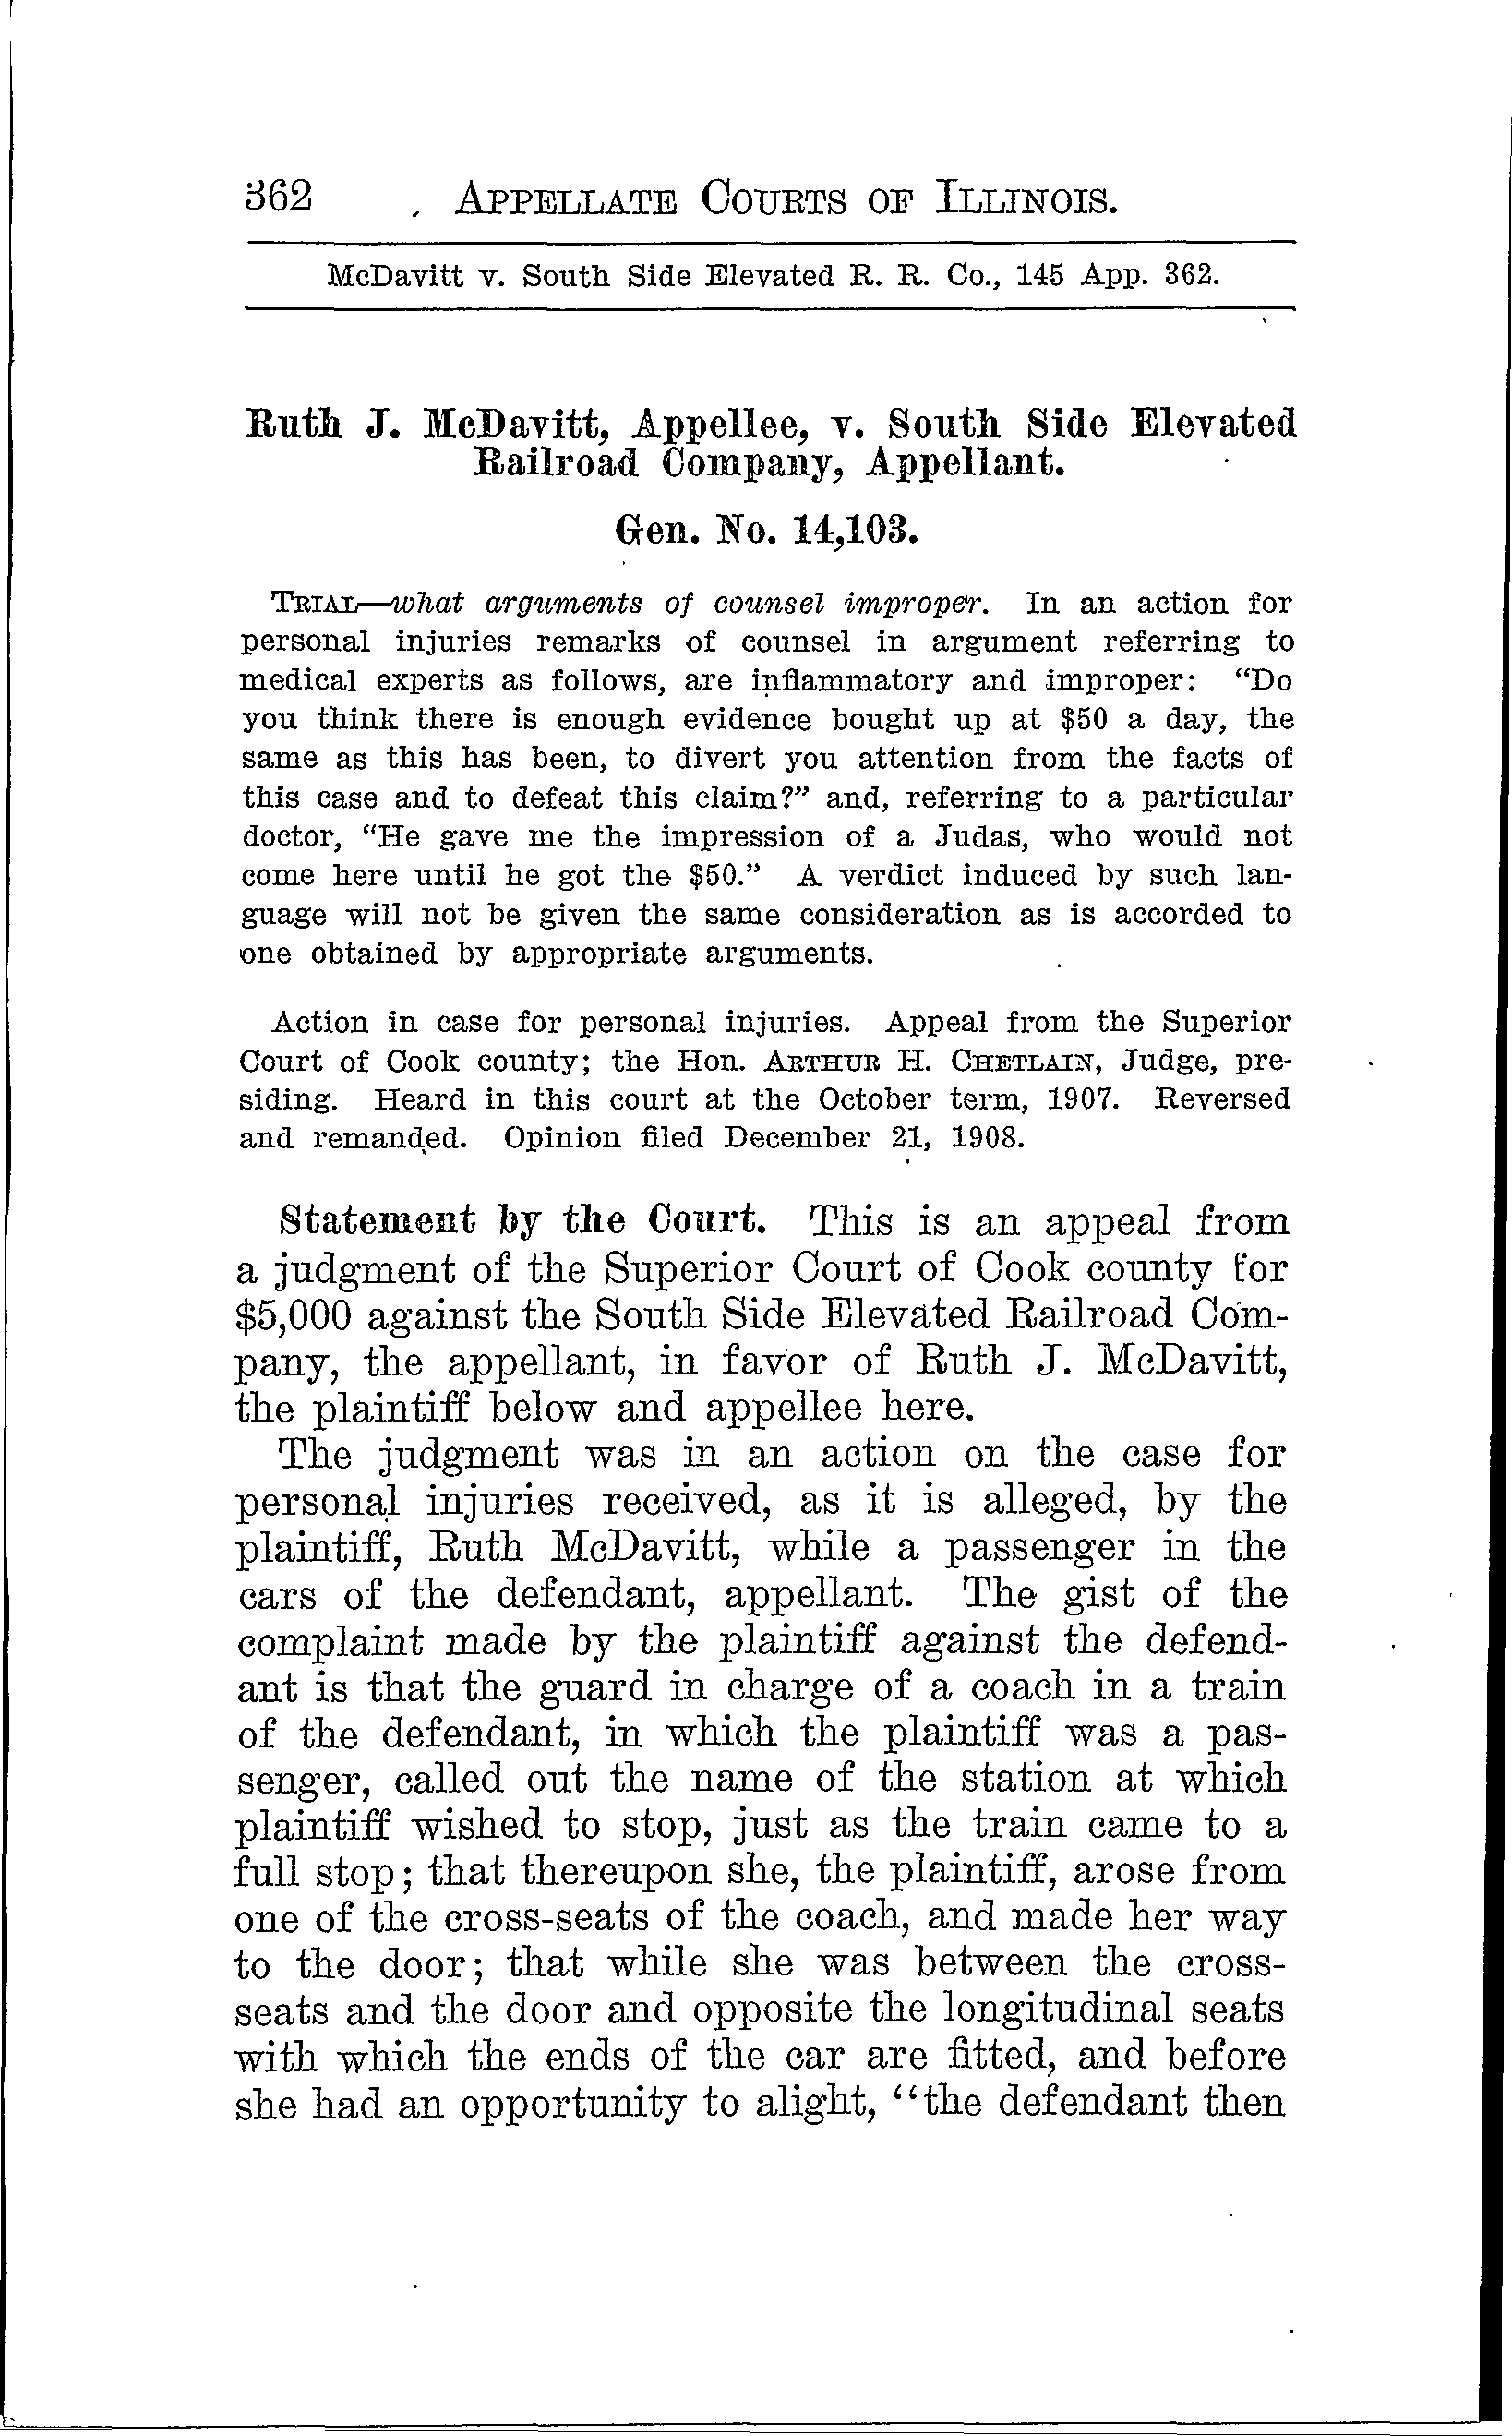 362 APPELLATE COURTS OF ILLINOIS.
McDavitt v. South Side Elevated R. R. Co., 145 App. 362.
Ruth J. McDavitt, Appellee, v. South Side Elevated
Railroad Company, Appellant.
Gen. No. 14,103.
TRIAL—what arguments of counsel improper. In an action for
personal injuries remarks of counsel in argument referring to
medical experts as follows, are inflammatory and improper: "Do
you think there is enough evidence bought up at $50 a day, the
same as this has been, to divert you attention from the facts of
this case and to defeat this claim?" and, referring to a particular
doctor, "He gave me the impression of a Judas, who would not
come here until he got the $50." A verdict induced by such lan-
guage will not be given the same consideration as is accorded to
one obtained by appropriate arguments.
Action in case for personal injuries. Appeal from the Superior
Court of Cook county; the Hon. ARTHUR H. CHETLAIN, Judge, pre-
siding. Heard in this court at the October term, 1907. Reversed
and remanded. Opinion filed December 21, 1908.
Statement by the Court. This is an appeal from
a judgment of the Superior Court of Cook county for
$5,000 against the South Side Elevated Railroad Com-
pany, the appellant, in favor of Ruth J. McDavitt,
the plaintiff below and appellee here.
The judgment was in an action on the case for
personal injuries received, as it is alleged, by the
plaintiff, Ruth McDavitt, while a passenger in the
cars of the defendant, appellant. The gist of the
complaint made by the plaintiff against the defend-
ant is that the guard in charge of a coach in a train
of the defendant, in which the plaintiff was a pas-
senger, called out the name of the station at which
plaintiff wished to stop, just as the train came to a
full stop; that thereupon she, the plaintiff, arose from
one of the cross-seats of the coach, and made her way
to the door; that while she was between the cross-
seats and the door and opposite the longitudinal seats
with which the ends of the car are fitted, and before
she had an opportunity to alight, "the defendant then